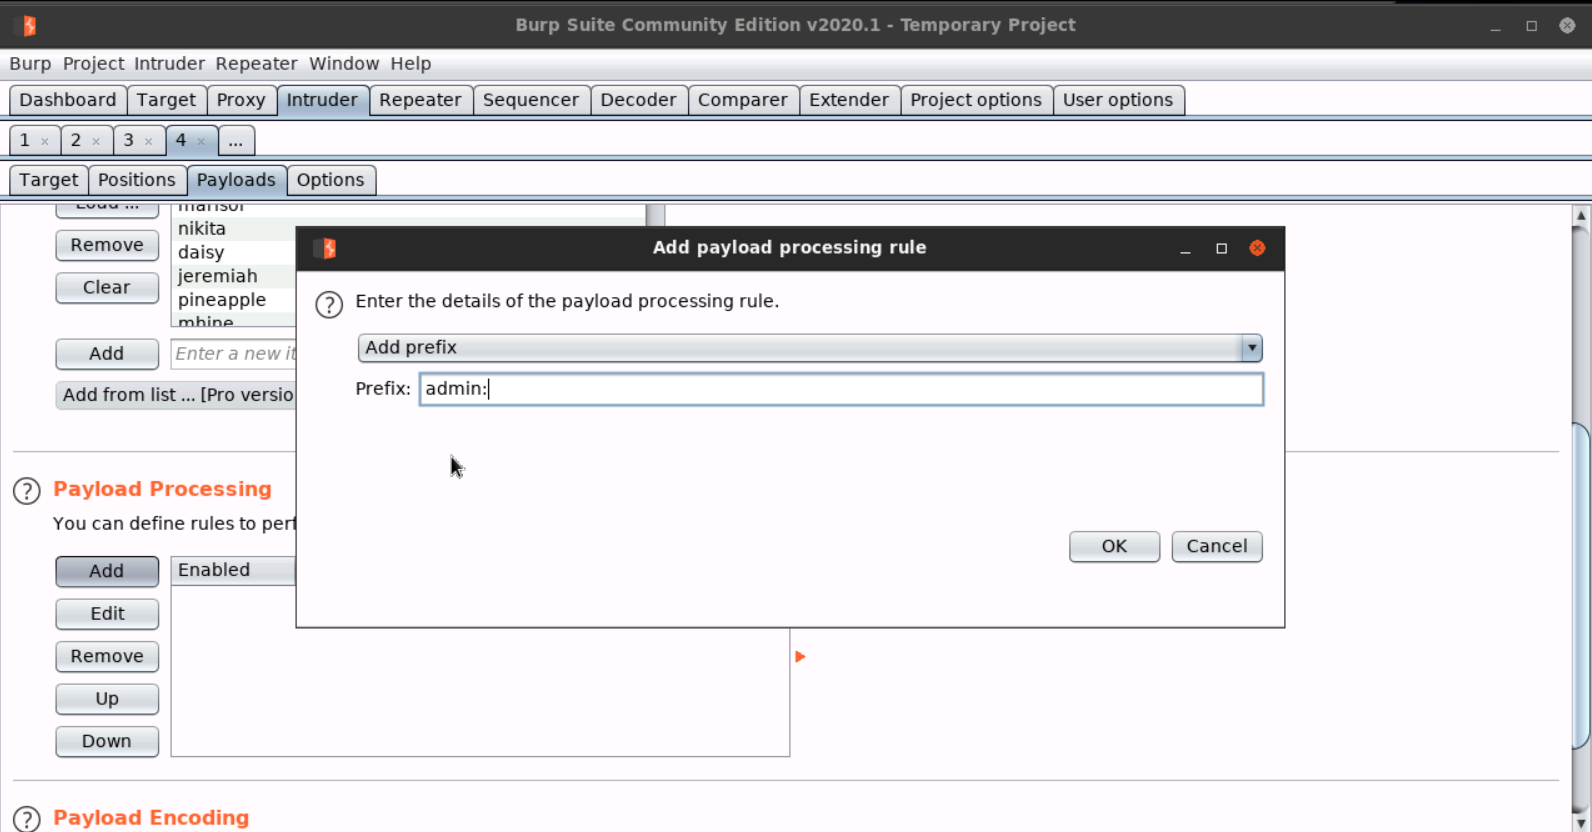 Burp Suite Community Edition v2020.1 - Temporary Project
Burp Project Intruder Repeater Window Help
Dashboard Target Proxy Intruder Repeater Sequencer Decoder Comparer Extender Project options User options
1 × 2 × 3 × 4 × ...
Target Positions Payloads Options
Load ...
marisol
Remove
nikita
daisy
Clear
jeremiah
pineapple
mhine
Add
Enter a new it
Add from list ... [Pro versio
Add payload processing rule
? Enter the details of the payload processing rule.
Add prefix
Prefix: admin:
OK Cancel
? Payload Processing
You can define rules to perf
Add
Enabled
Edit
Remove
Up
Down
? Payload Encoding